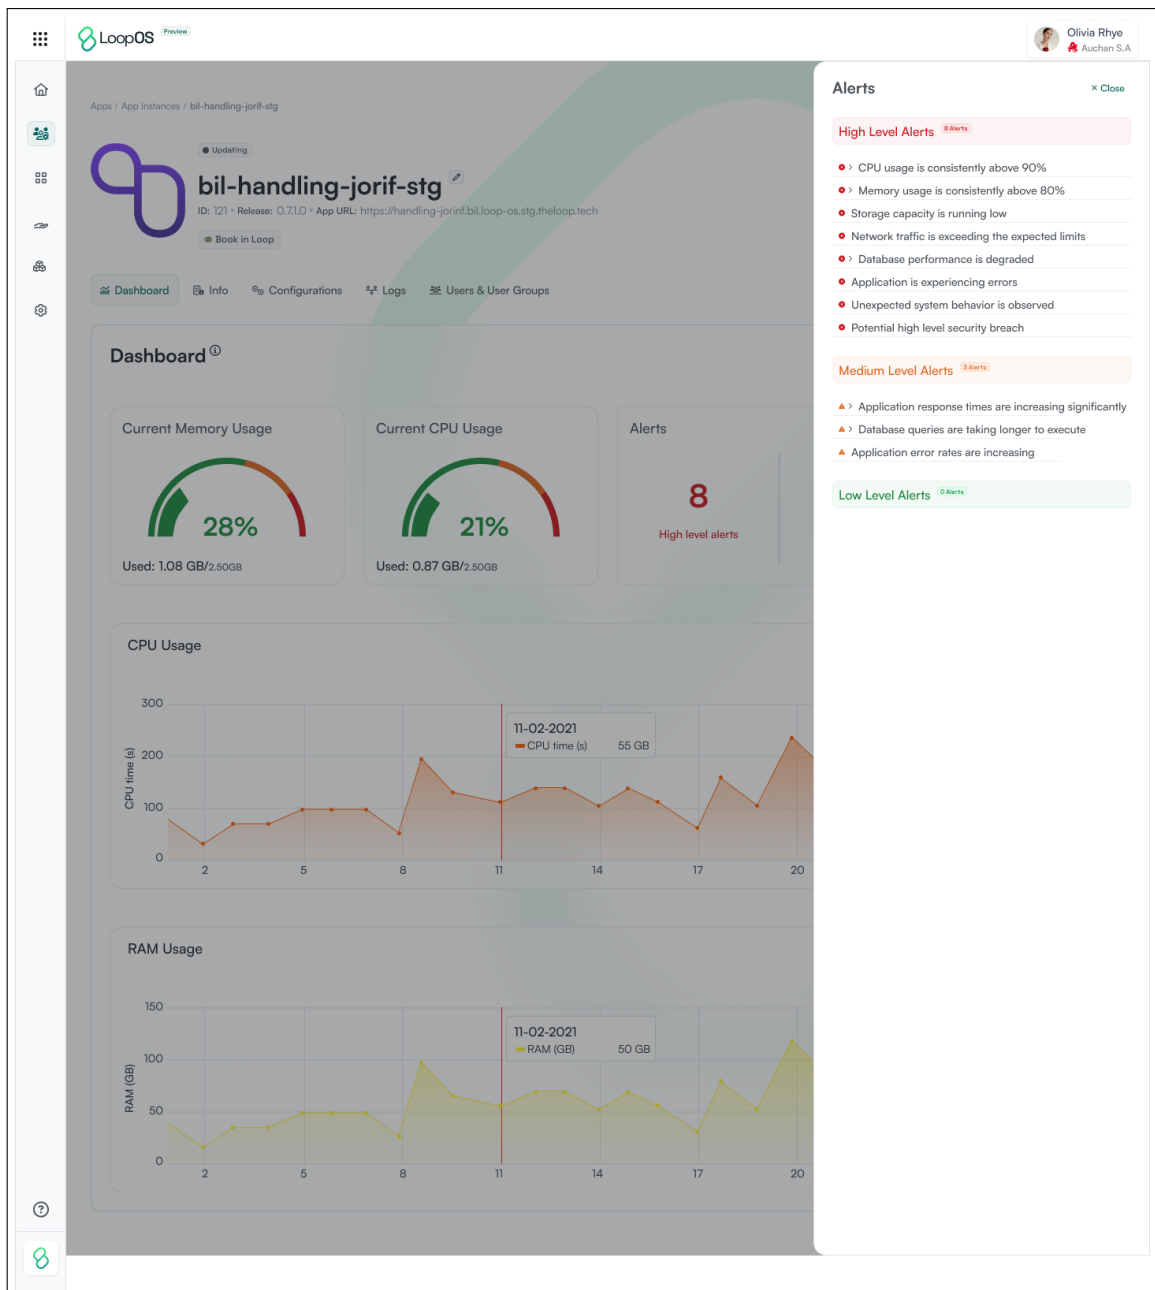 LoopOS Preview
Olivia Rhye
Auchan S.A
Apps / App Instances / bil-handling-jorif-stg
Updating
bil-handling-jorif-stg
ID: 121 • Release: 0.7.1.0 • App URL: https://handling-jorinf.bil.loop-os.stg.theloop.tech
Book in Loop
Dashboard Info Configurations Logs Users & User Groups
Dashboard
Current Memory Usage
28%
Used: 1.08 GB/2.50GB
Current CPU Usage
21%
Used: 0.87 GB/2.50GB
Alerts
8
High level alerts
CPU Usage
300
200
100
0
CPU time (s)
11-02-2021
CPU time (s) 55 GB
2 5 8 11 14 17 20
RAM Usage
150
100
50
0
RAM (GB)
11-02-2021
RAM (GB) 50 GB
2 5 8 11 14 17 20
Alerts
× Close
High Level Alerts 8 Alerts
CPU usage is consistently above 90%
Memory usage is consistently above 80%
Storage capacity is running low
Network traffic is exceeding the expected limits
Database performance is degraded
Application is experiencing errors
Unexpected system behavior is observed
Potential high level security breach
Medium Level Alerts 3 Alerts
Application response times are increasing significantly
Database queries are taking longer to execute
Application error rates are increasing
Low Level Alerts 0 Alerts